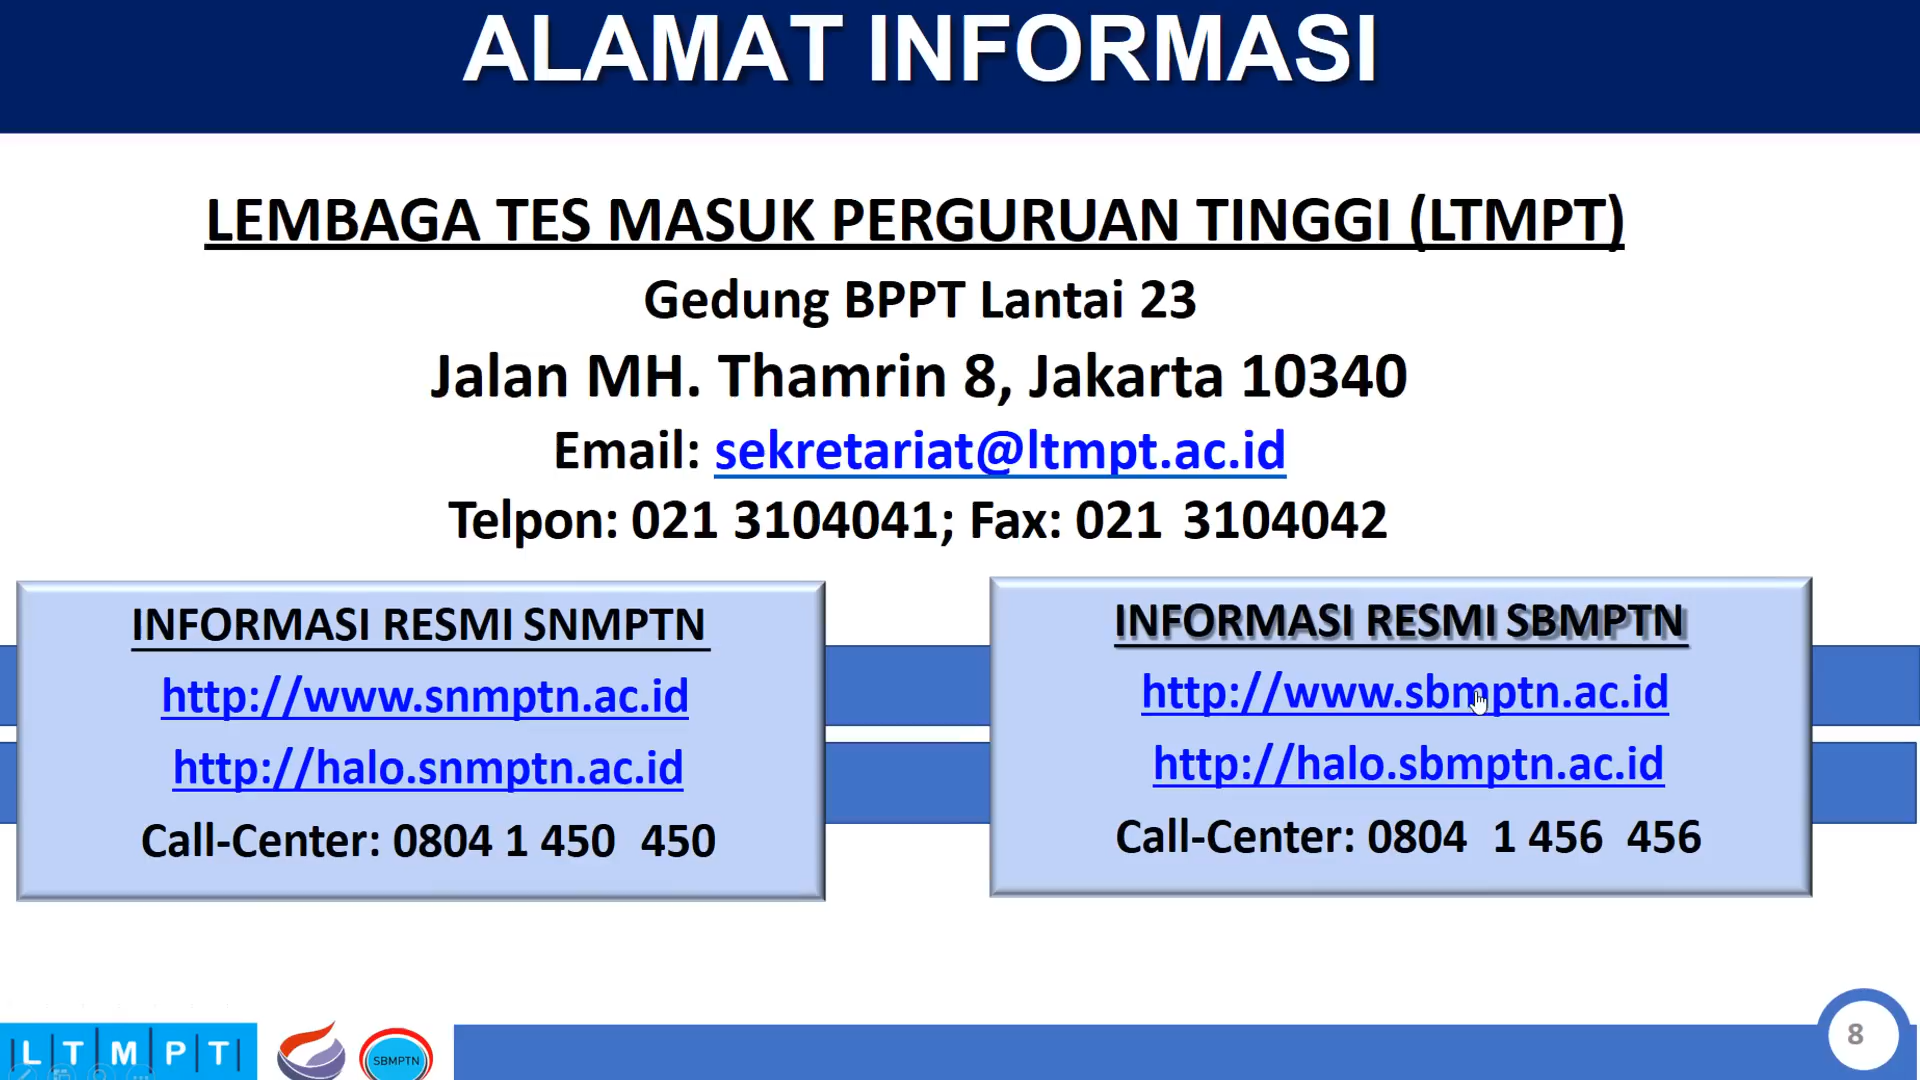 ALAMAT INFORMASI
LEMBAGA TES MASUK PERGURUAN TINGGI (LTMPT)
Gedung BPPT Lantai 23
Jalan MH. Thamrin 8, Jakarta 10340
Email: sekretariat@ltmpt.ac.id
Telpon: 021 3104041; Fax: 021 3104042
INFORMASI RESMI SNMPTN
http://www.snmptn.ac.id
http://halo.snmptn.ac.id
Call-Center: 0804 1 450 450
INFORMASI RESMI SBMPTN
http://www.sbmptn.ac.id
http://halo.sbmptn.ac.id
Call-Center: 0804 1 456 456
|L|T|M|P|T|
SBMPTN
8